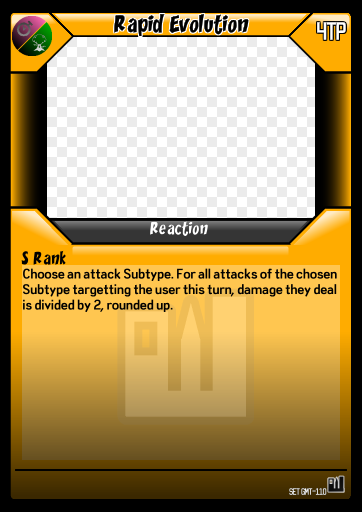 Rapid Evolution
4TP
Reaction
S Rank
Choose an attack Subtype. For all attacks of the chosen
Subtype targetting the user this turn, damage they deal
is divided by 2, rounded up.
SET GMT-110